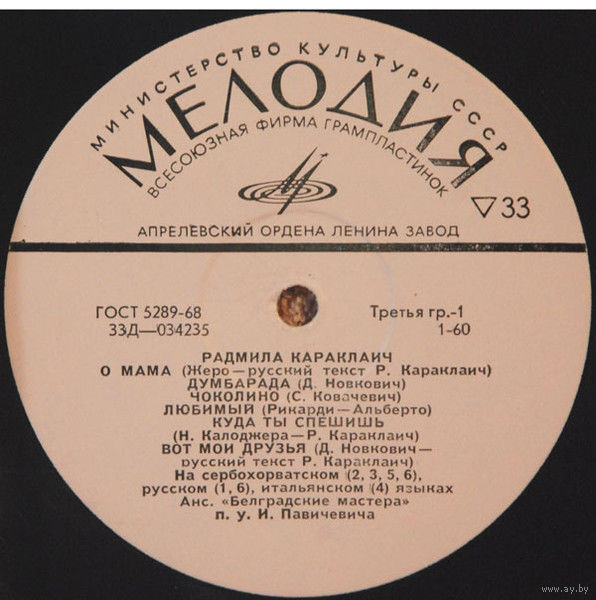 МИНИСТЕРСТВО КУЛЬТУРЫ СССР
МЕЛОДИЯ
ВСЕСОЮЗНАЯ ФИРМА ГРАМПЛАСТИНОК
33
АПРЕЛЕВСКИЙ ОРДЕНА ЛЕНИНА ЗАВОД
ГОСТ 5289-68
Третья гр.-1
33Д—034235
1-60
РАДМИЛА КАРАКЛАИЧ
О МАМА (Жеро—русский текст Р. Караклаич)
ДУМБАРАДА (Д. Новкович)
ЧОКОЛИНО (С. Ковачевич)
ЛЮБИМЫЙ (Рикарди—Альберто)
КУДА ТЫ СПЕШИШЬ
(Н. Калоджера—Р. Караклаич)
ВОТ МОИ ДРУЗЬЯ (Д. Новкович—
русский текст Р. Караклаич)
На сербохорватском (2, 3, 5, 6),
русском (1, 6), итальянском (4) языках
Анс. «Белградские мастера»
п. у. И. Павичевича
www.ay.by